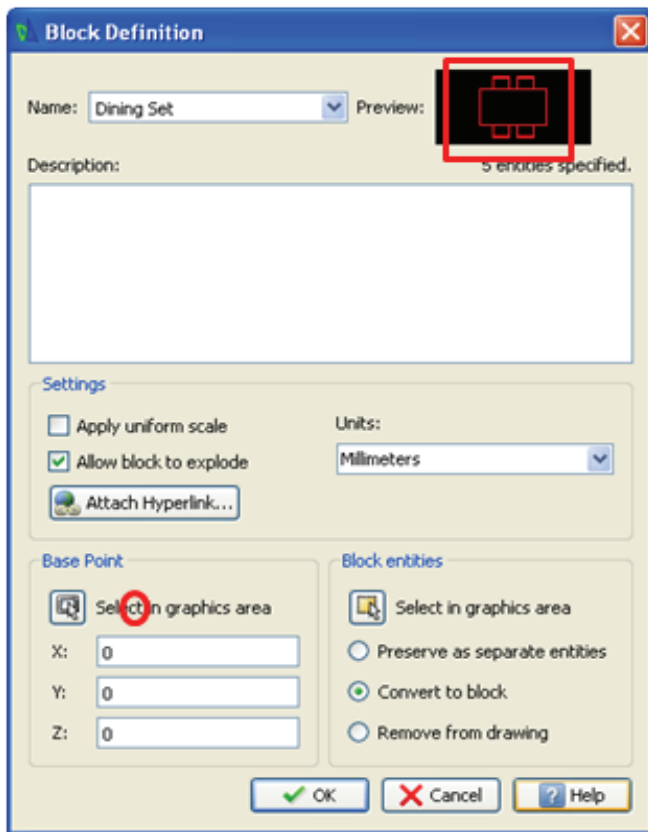 Block Definition
Name: Dining Set Preview:
Description: 5 entities specified.
Settings
Apply uniform scale Units:
Allow block to explode Millimeters
Attach Hyperlink...
Base Point Block entities
Select in graphics area Select in graphics area
X: 0 Preserve as separate entities
Y: 0 Convert to block
Z: 0 Remove from drawing
OK Cancel ? Help